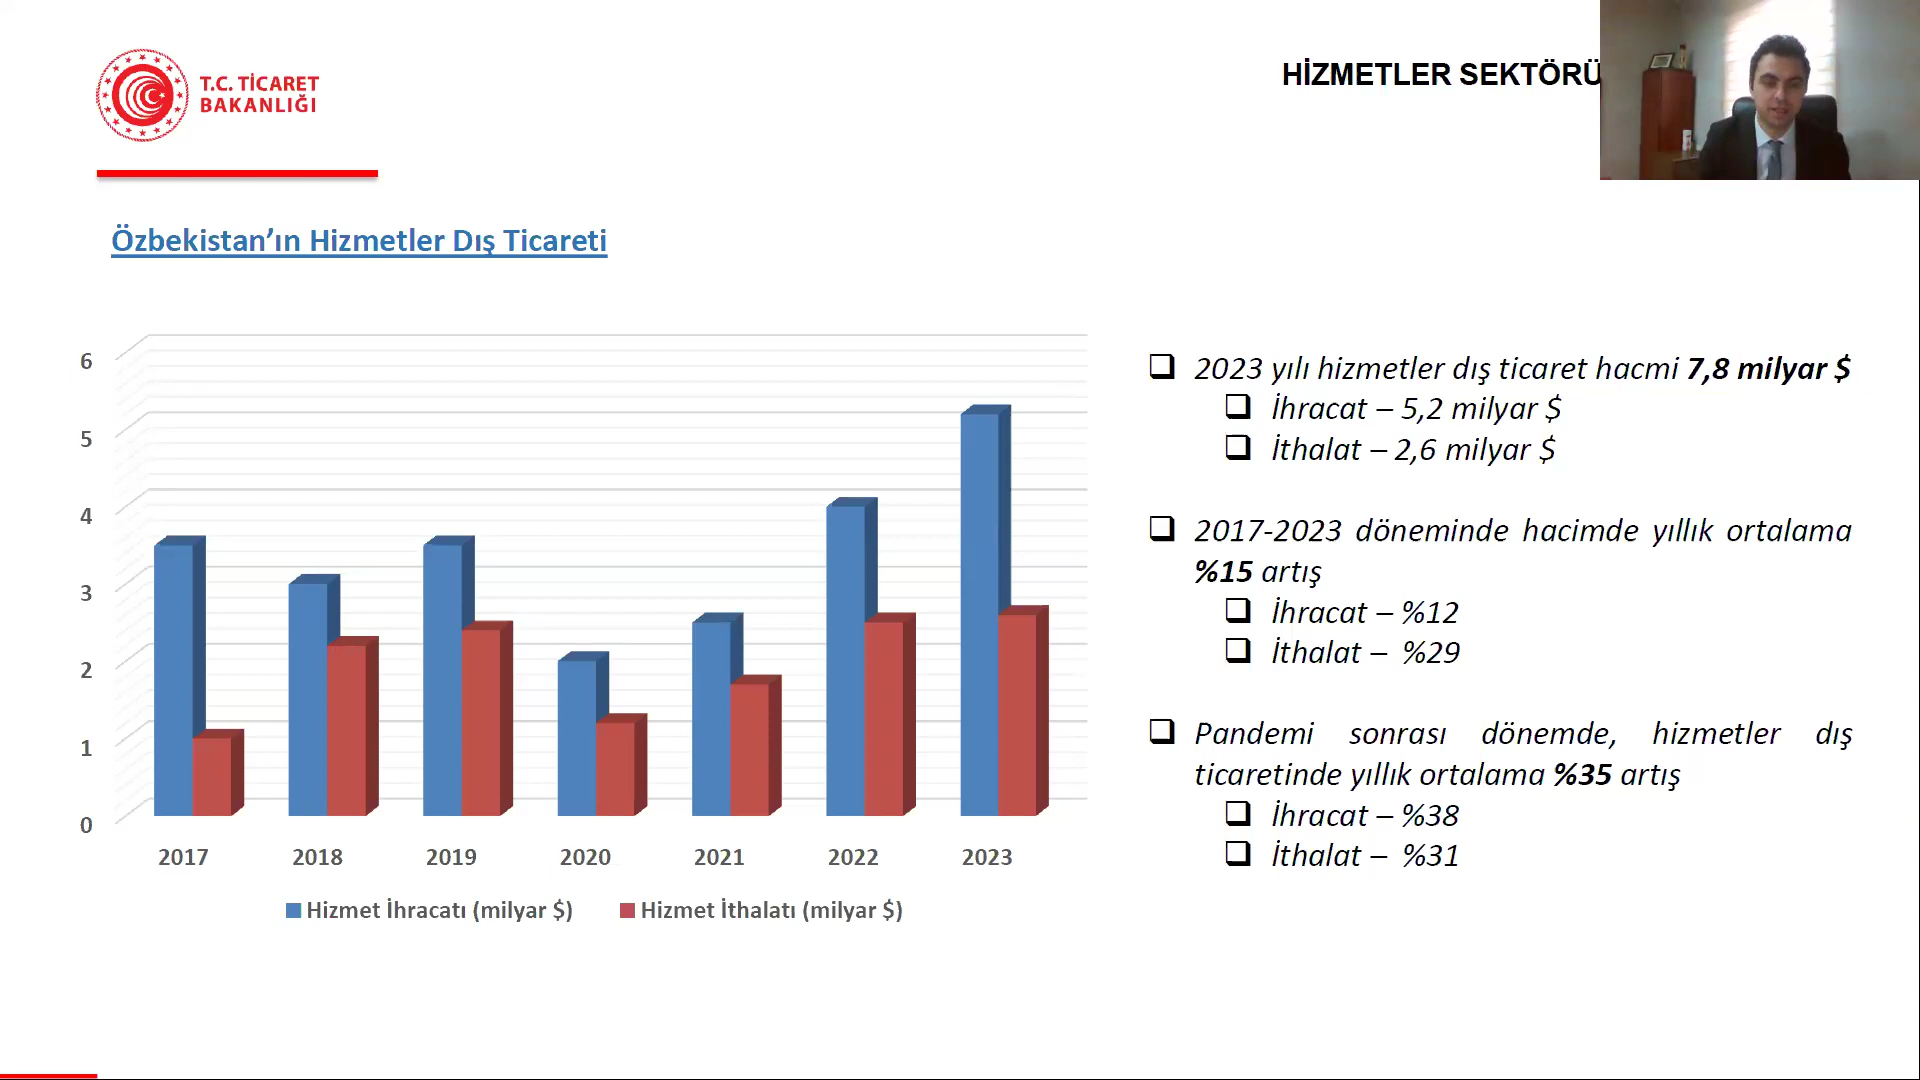 T.C. TİCARET
BAKANLIĞI
HİZMETLER SEKTÖRÜ
Özbekistan’ın Hizmetler Dış Ticareti
6
5
4
3
2
1
0
2017 2018 2019 2020 2021 2022 2023
Hizmet İhracatı (milyar $) Hizmet İthalatı (milyar $)
2023 yılı hizmetler dış ticaret hacmi 7,8 milyar $
İhracat – 5,2 milyar $
İthalat – 2,6 milyar $
2017-2023 döneminde hacimde yıllık ortalama
%15 artış
İhracat – %12
İthalat – %29
Pandemi sonrası dönemde, hizmetler dış
ticaretinde yıllık ortalama %35 artış
İhracat – %38
İthalat – %31